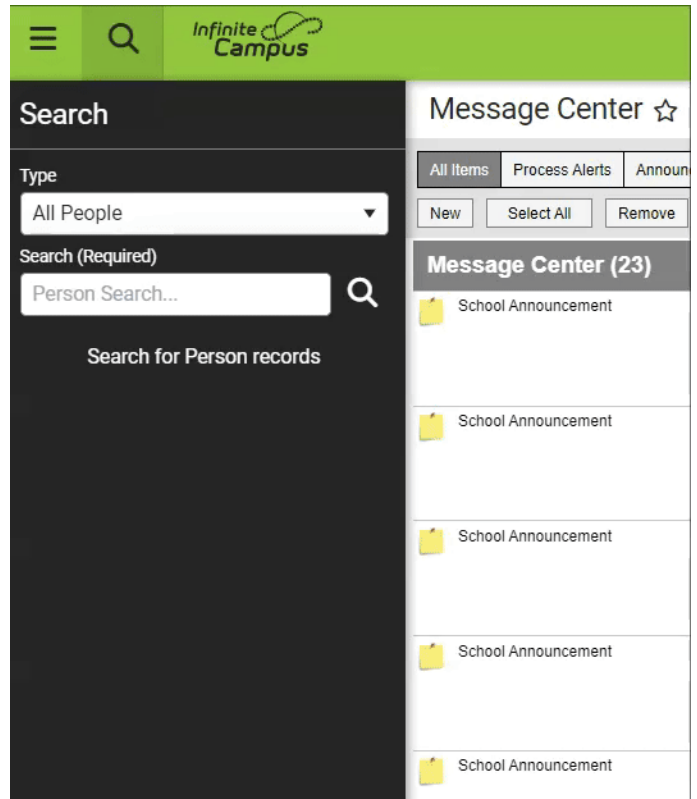 Infinite
Campus
Search
Type
All People
Search (Required)
Person Search...
Search for Person records
Message Center
All Items Process Alerts
New Select All Remove
Message Center (23)
School Announcement
School Announcement
School Announcement
School Announcement
School Announcement